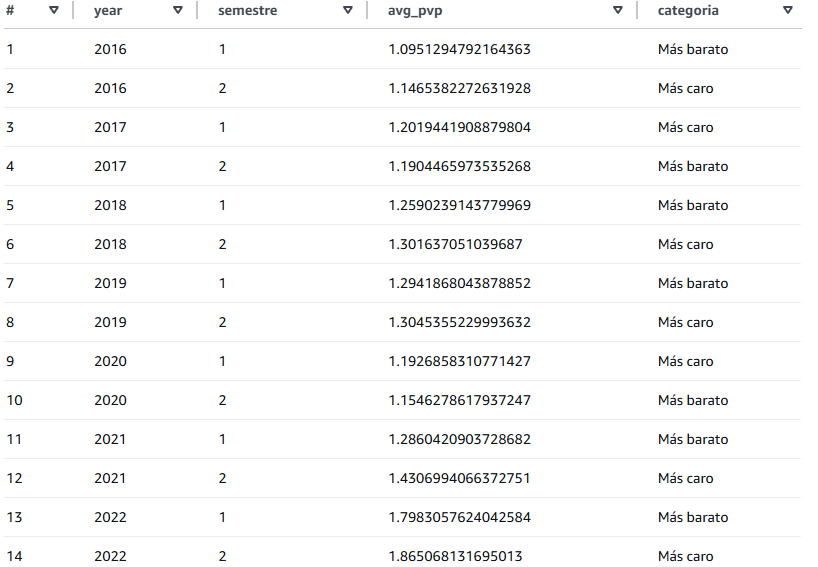 # year semestre avg_pvp categoria
1 2016 1 1.0951294792164363 Más barato
2 2016 2 1.1465382272631928 Más caro
3 2017 1 1.2019441908879804 Más caro
4 2017 2 1.1904465973535268 Más barato
5 2018 1 1.2590239143779969 Más barato
6 2018 2 1.301637051039687 Más caro
7 2019 1 1.2941868043878852 Más barato
8 2019 2 1.3045355229993632 Más caro
9 2020 1 1.1926858310771427 Más caro
10 2020 2 1.1546278617937247 Más barato
11 2021 1 1.2860420903728682 Más barato
12 2021 2 1.4306994066372751 Más caro
13 2022 1 1.7983057624042584 Más barato
14 2022 2 1.865068131695013 Más caro